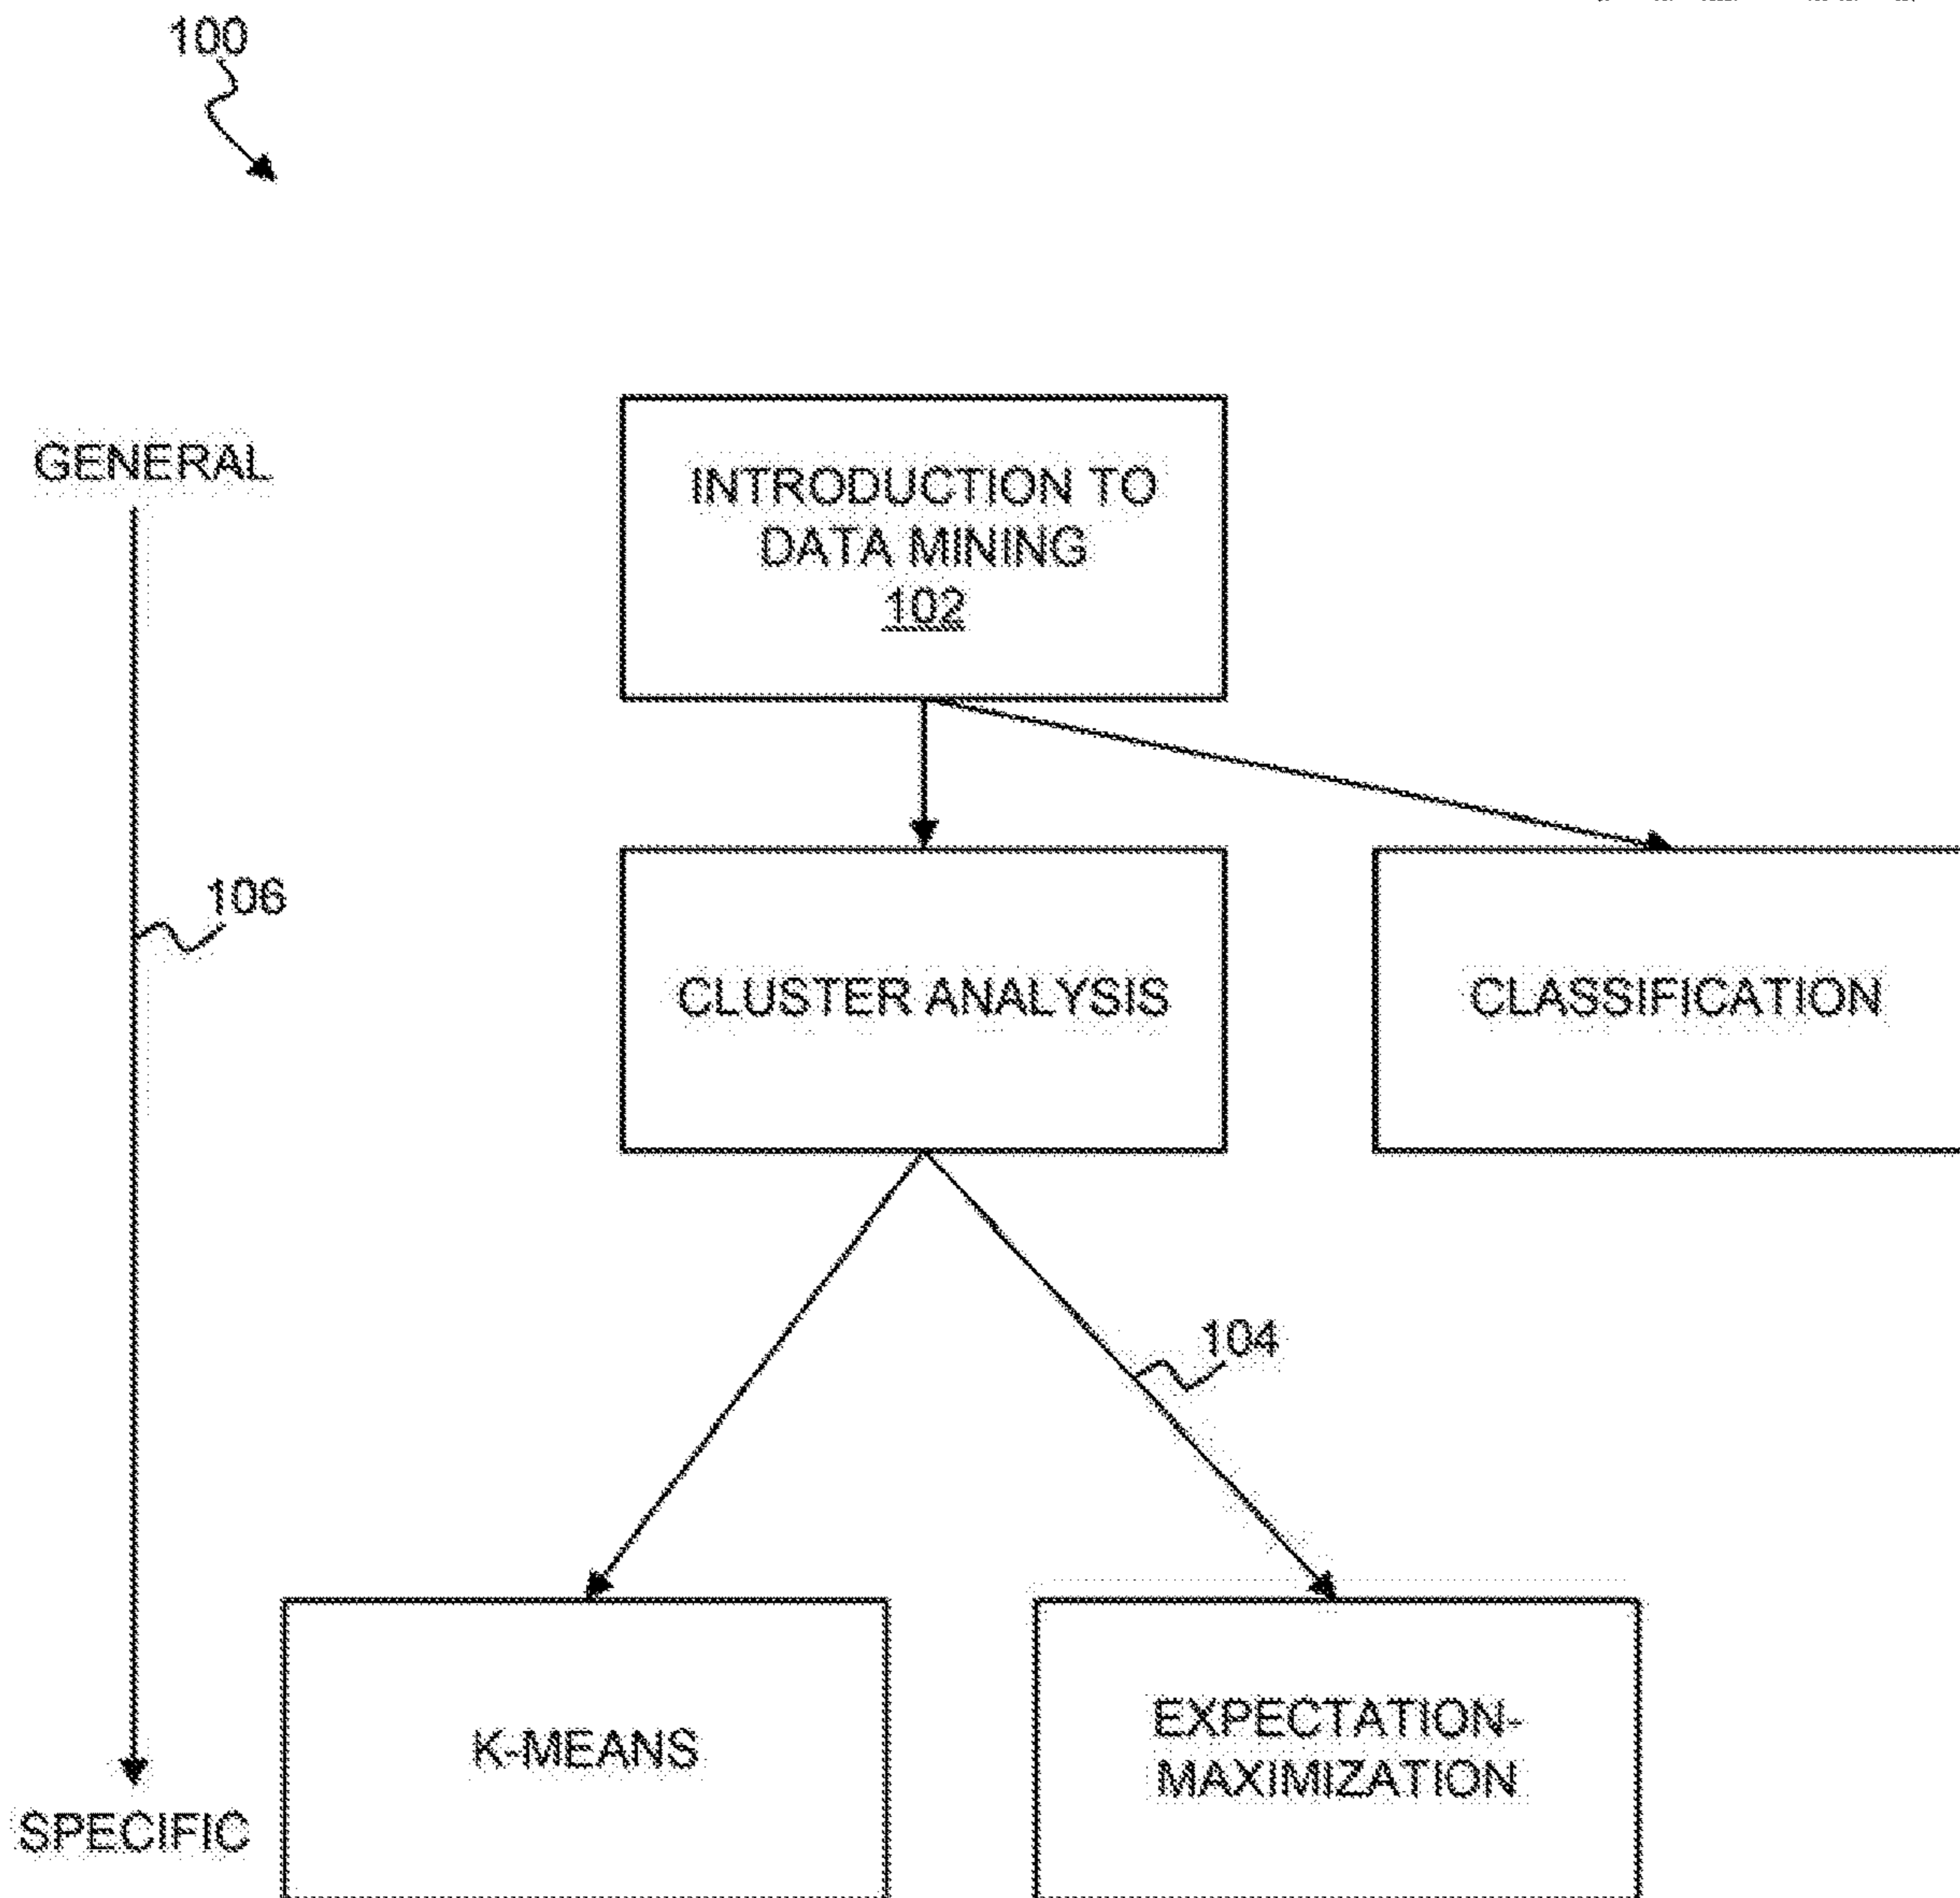 100
GENERAL
INTRODUCTION TO
DATA MINING
102
106
CLUSTER ANALYSIS
CLASSIFICATION
104
K-MEANS
EXPECTATION-
MAXIMIZATION
SPECIFIC